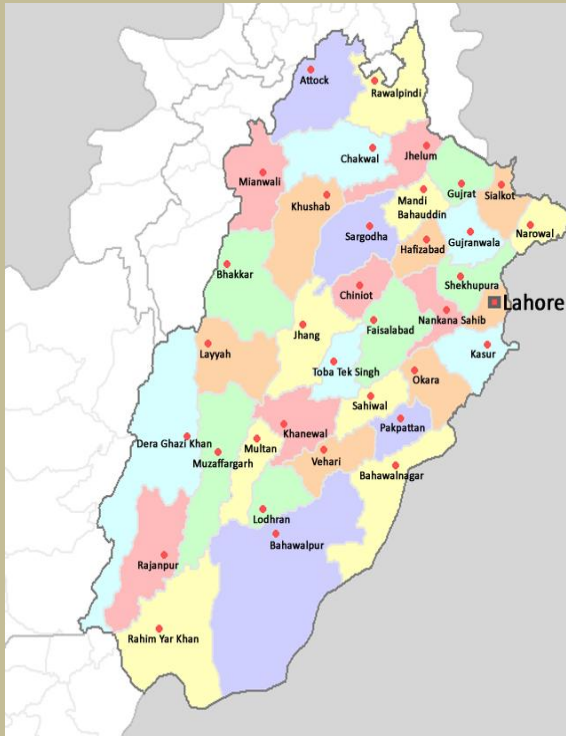 Attock
Rawalpindi
Chakwal
Jhelum
Mianwali
Khushab
Mandi
Bahauddin
Gujrat
Sialkot
Sargodha
Hafizabad
Gujranwala
Narowal
Bhakkar
Chiniot
Shekhupura
Lahore
Jhang
Faisalabad
Nankana Sahib
Layyah
Toba Tek Singh
Kasur
Okara
Sahiwal
Dera Ghazi Khan
Muzaffargarh
Multan
Khanewal
Vehari
Pakpattan
Bahawalnagar
Lodhran
Bahawalpur
Rajanpur
Rahim Yar Khan